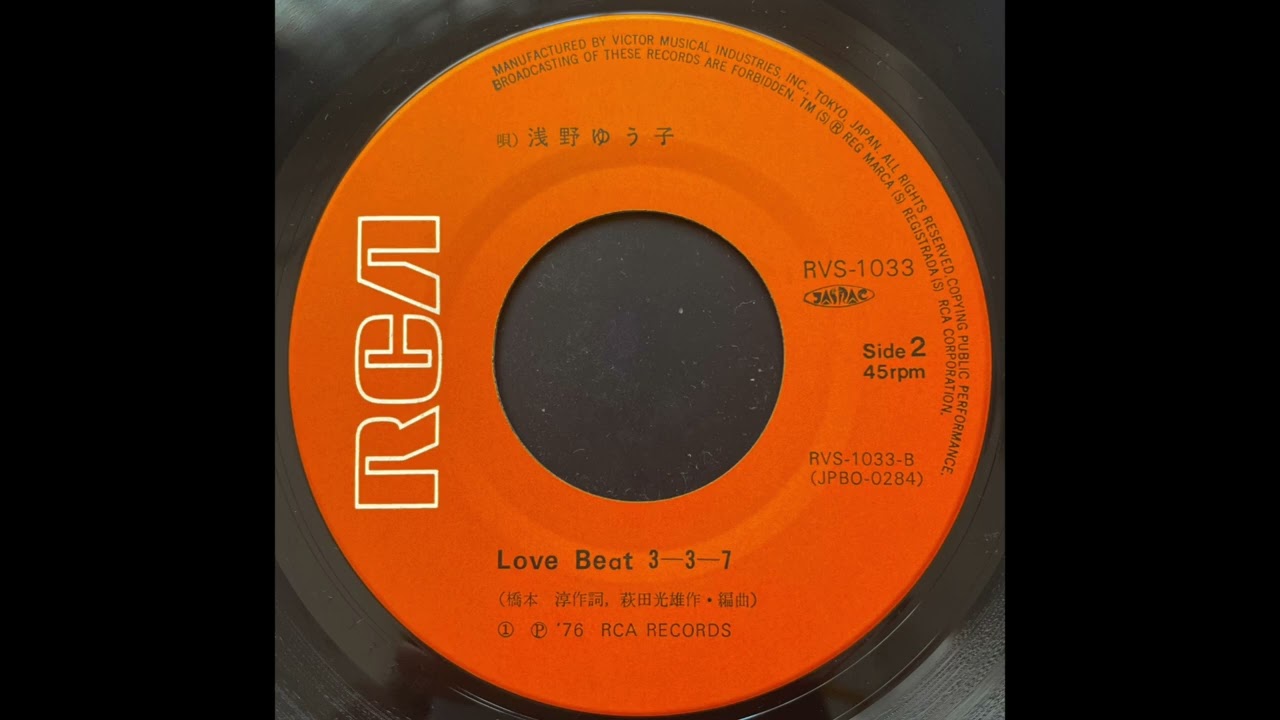 MANUFACTURED BY VICTOR MUSICAL INDUSTRIES, INC., TOKYO, JAPAN. ALL RIGHTS RESERVED. COPYING PUBLIC PERFORMANCE,
BROADCASTING OF THESE RECORDS ARE FORBIDDEN. TM(S)® REG MARCA(S) REGISTRADA(S) RCA CORPORATION.
唄)浅野ゆう子
RCA
RVS-1033
JASRAC
Side 2
45rpm
RVS-1033-B
(JPBO-0284)
Love Beat 3—3—7
(橋本 淳作詞, 萩田光雄作・編曲)
① Ⓟ '76 RCA RECORDS